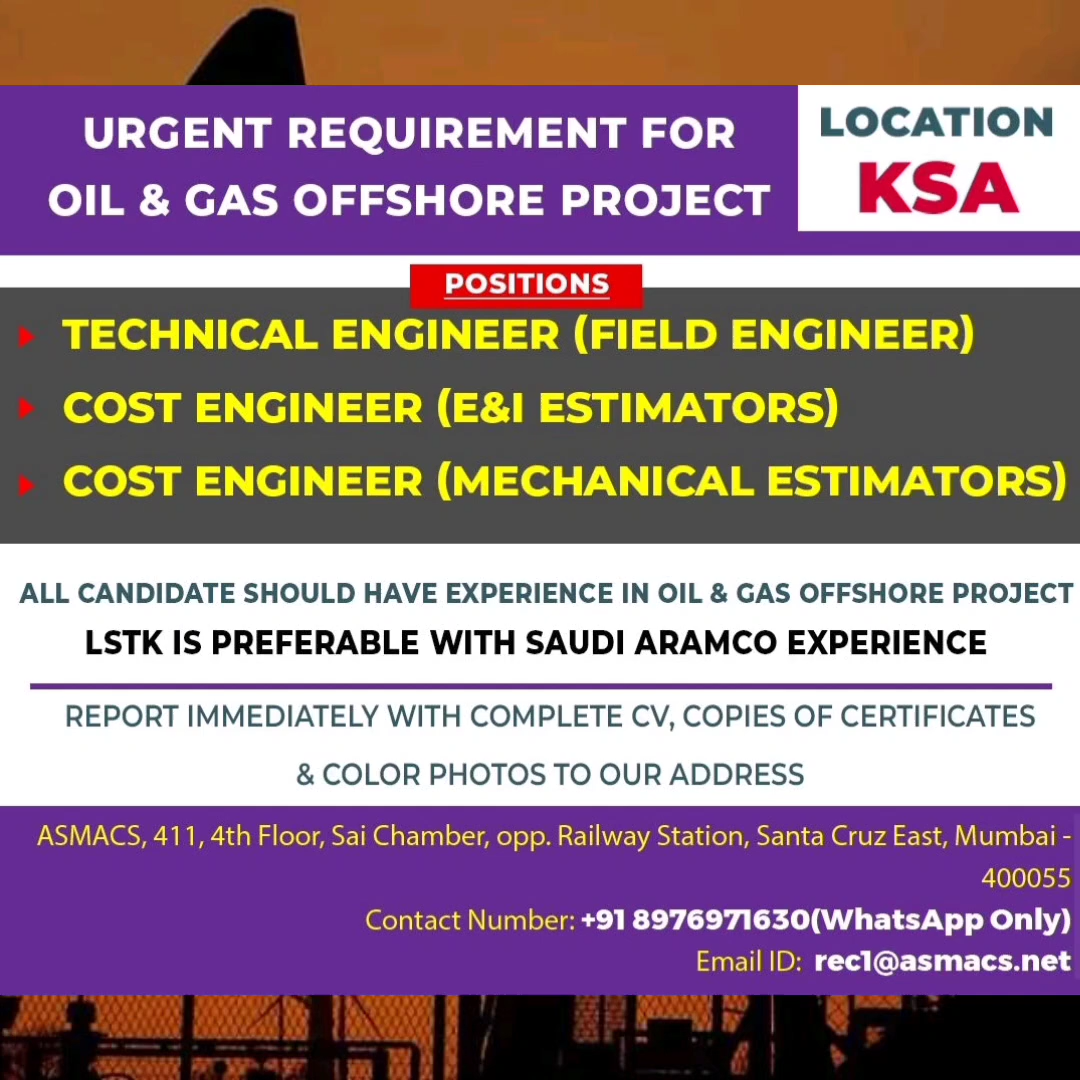 URGENT REQUIREMENT FOR
OIL & GAS OFFSHORE PROJECT
LOCATION
KSA
POSITIONS
TECHNICAL ENGINEER (FIELD ENGINEER)
COST ENGINEER (E&I ESTIMATORS)
COST ENGINEER (MECHANICAL ESTIMATORS)
ALL CANDIDATE SHOULD HAVE EXPERIENCE IN OIL & GAS OFFSHORE PROJECT
LSTK IS PREFERABLE WITH SAUDI ARAMCO EXPERIENCE
REPORT IMMEDIATELY WITH COMPLETE CV, COPIES OF CERTIFICATES
& COLOR PHOTOS TO OUR ADDRESS
ASMACS, 411, 4th Floor, Sai Chamber, opp. Railway Station, Santa Cruz East, Mumbai -
400055
Contact Number: +91 8976971630(WhatsApp Only)
Email ID: rec1@asmacs.net